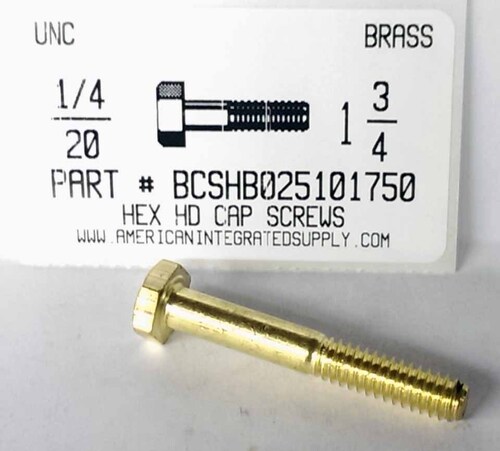 UNC BRASS
1/4
20
1 3/4
PART # BCSHB025101750
HEX HD CAP SCREWS
WWW.AMERICANINTEGRATEDSUPPLY.COM